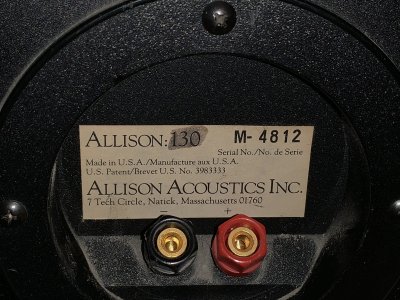 ALLISON: 130 M- 4812
Serial No./No. de Serie
Made in U.S.A./Manufacture aux U.S.A.
U.S. Patent/Brevet U.S. No. 3983333
ALLISON ACOUSTICS INC.
7 Tech Circle, Natick, Massachusetts 01760
− +